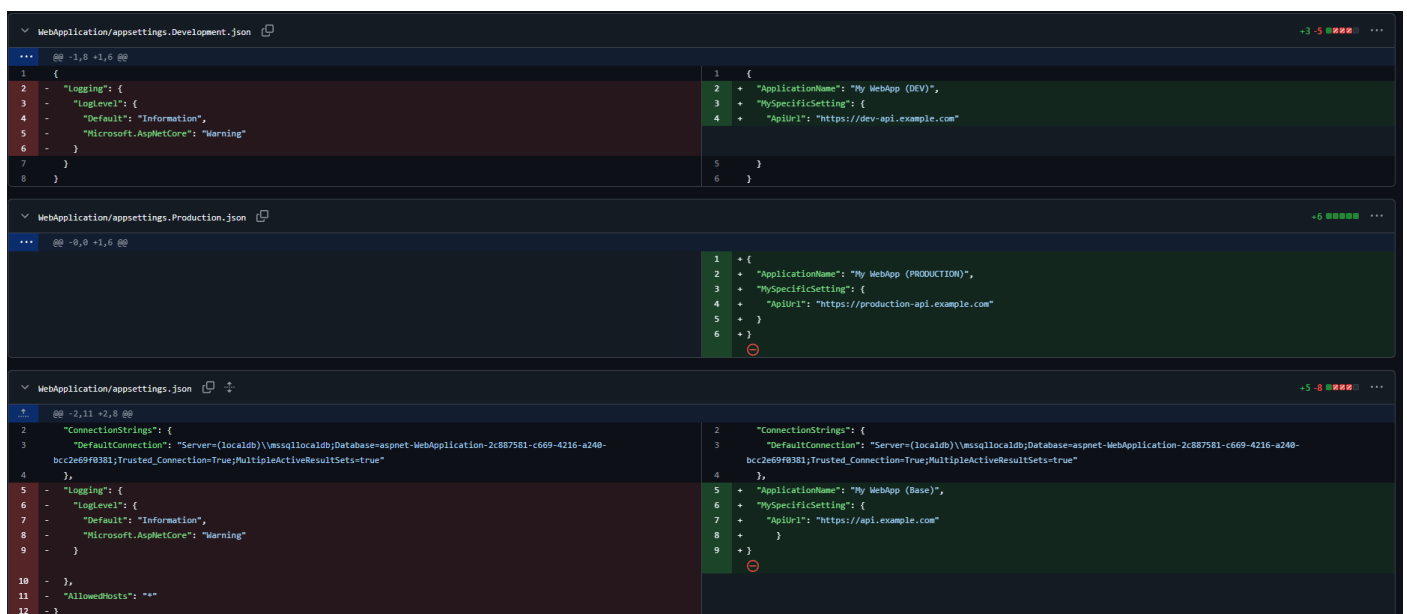 WebApplication/appsettings.Development.json +3 -5 ...
... @@ -1,8 +1,6 @@
1 { 1 {
2 - "Logging": { 2 + "ApplicationName": "My WebApp (DEV)",
3 - "LogLevel": { 3 + "MySpecificSetting": {
4 - "Default": "Information", 4 + "ApiUrl": "https://dev-api.example.com"
5 - "Microsoft.AspNetCore": "Warning"
6 - }
7 } 5 }
8 } 6 }
WebApplication/appsettings.Production.json +6 ...
... @@ -0,0 +1,6 @@
1 + {
2 + "ApplicationName": "My WebApp (PRODUCTION)",
3 + "MySpecificSetting": {
4 + "ApiUrl": "https://production-api.example.com"
5 + }
6 + }
WebApplication/appsettings.json +5 -8 ...
@@ -2,11 +2,8 @@
2 "ConnectionStrings": { 2 "ConnectionStrings": {
3 "DefaultConnection": "Server=(localdb)\\mssqllocaldb;Database=aspnet-WebApplication-2c887581-c669-4216-a240- 3 "DefaultConnection": "Server=(localdb)\\mssqllocaldb;Database=aspnet-WebApplication-2c887581-c669-4216-a240-
bcc2e69f0381;Trusted_Connection=True;MultipleActiveResultSets=true" bcc2e69f0381;Trusted_Connection=True;MultipleActiveResultSets=true"
4 }, 4 },
5 - "Logging": { 5 + "ApplicationName": "My WebApp (Base)",
6 - "LogLevel": { 6 + "MySpecificSetting": {
7 - "Default": "Information", 7 + "ApiUrl": "https://api.example.com"
8 - "Microsoft.AspNetCore": "Warning" 8 + }
9 - } 9 + }
10 - },
11 - "AllowedHosts": "*"
12 - }